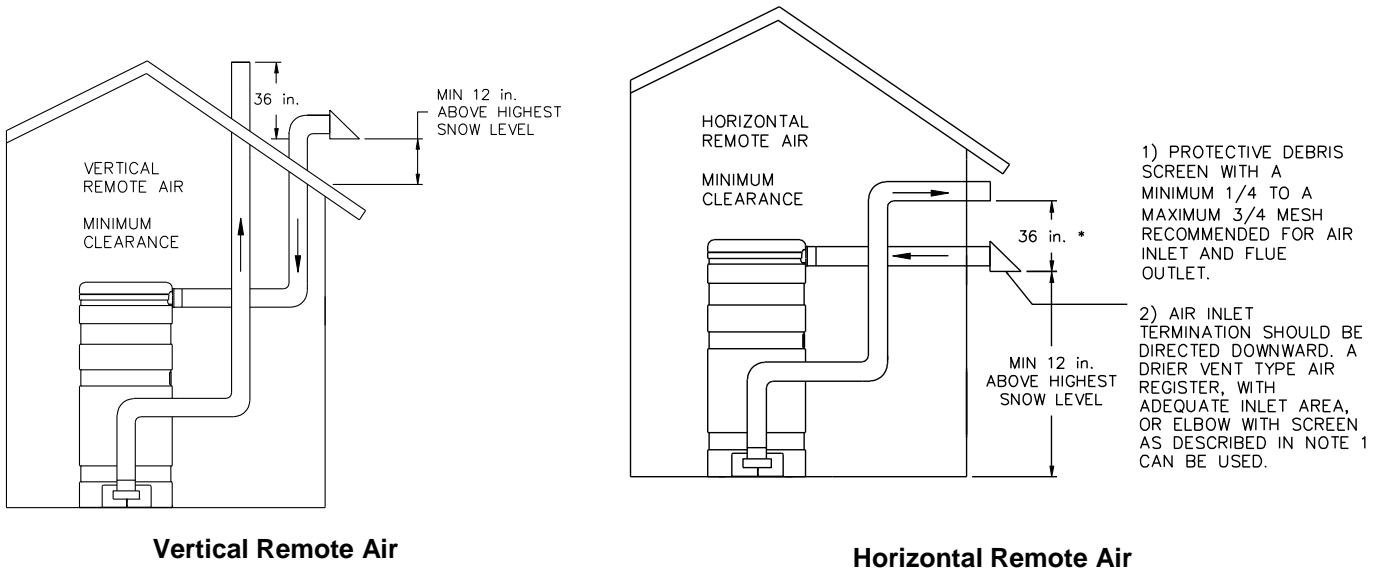 36 in.
MIN 12 in.
ABOVE HIGHEST
SNOW LEVEL
VERTICAL
REMOTE AIR
MINIMUM
CLEARANCE
Vertical Remote Air
HORIZONTAL
REMOTE AIR
MINIMUM
CLEARANCE
36 in. *
MIN 12 in.
ABOVE HIGHEST
SNOW LEVEL
1) PROTECTIVE DEBRIS
SCREEN WITH A
MINIMUM 1/4 TO A
MAXIMUM 3/4 MESH
RECOMMENDED FOR AIR
INLET AND FLUE
OUTLET.
2) AIR INLET
TERMINATION SHOULD BE
DIRECTED DOWNWARD. A
DRIER VENT TYPE AIR
REGISTER, WITH
ADEQUATE INLET AREA,
OR ELBOW WITH SCREEN
AS DESCRIBED IN NOTE 1
CAN BE USED.
Horizontal Remote Air